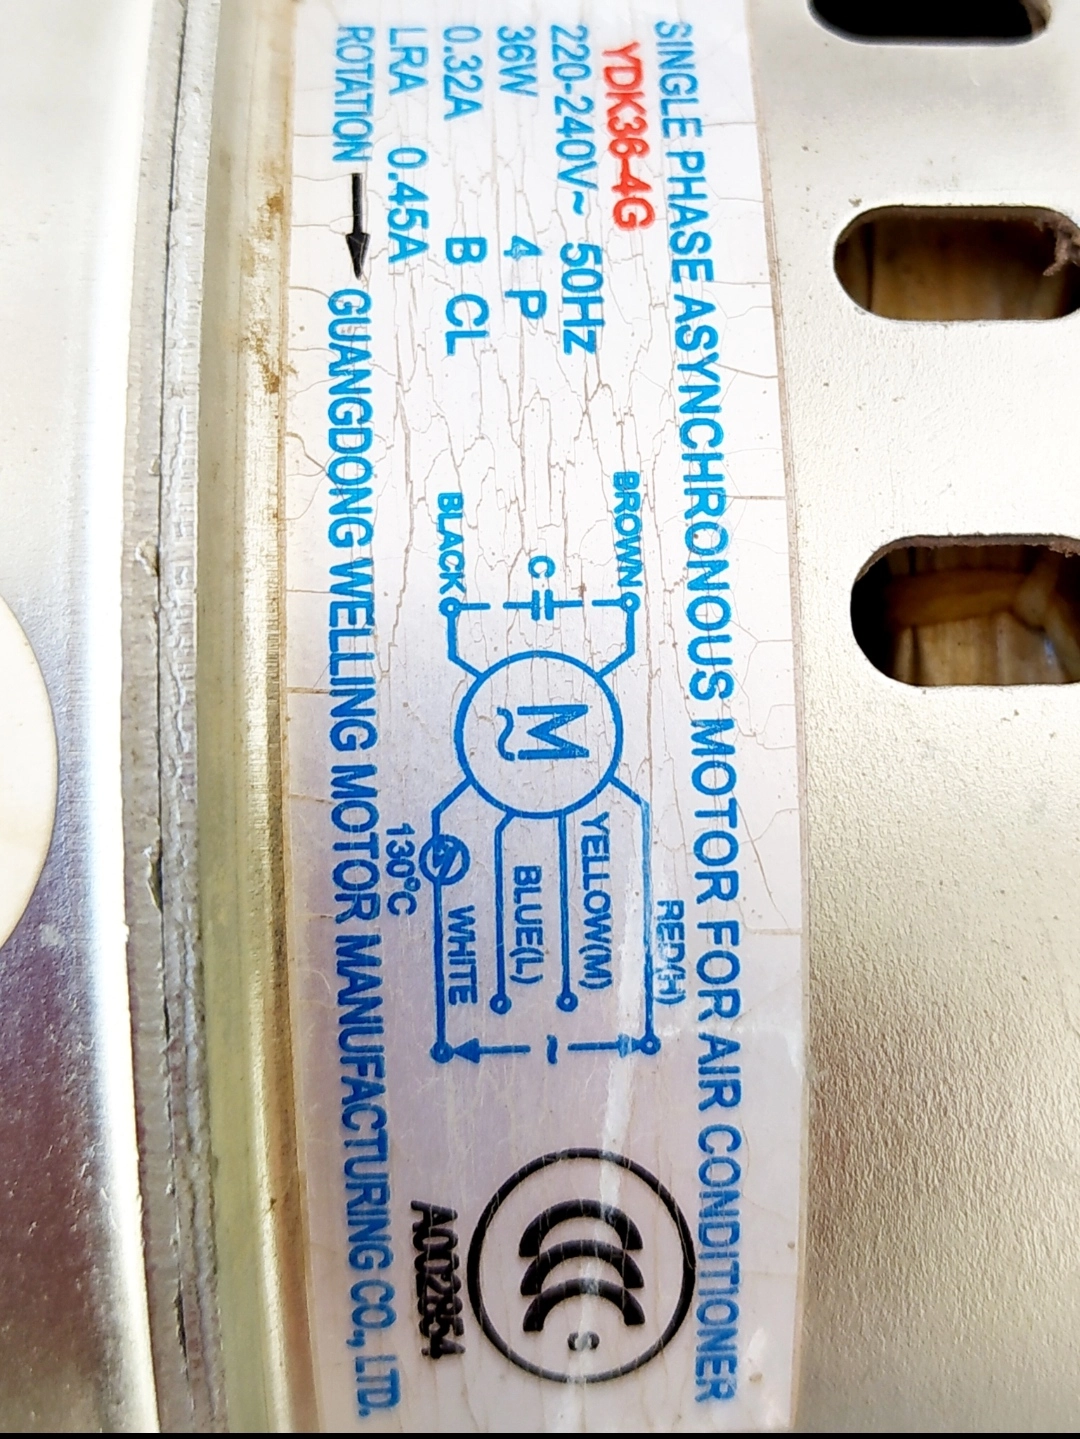 SINGLE PHASE ASYNCHRONOUS MOTOR FOR AIR CONDITIONER
YDK36-4G
220-240V~ 50Hz
36W 4 P
0.32A B CL
LRA 0.45A
ROTATION → GUANGDONG WELLING MOTOR MANUFACTURING CO., LTD.
BROWN
C
BLACK
M
~
RED(H)
YELLOW(M)
BLUE(L)
WHITE
130°C
~
CCC
S
A002854